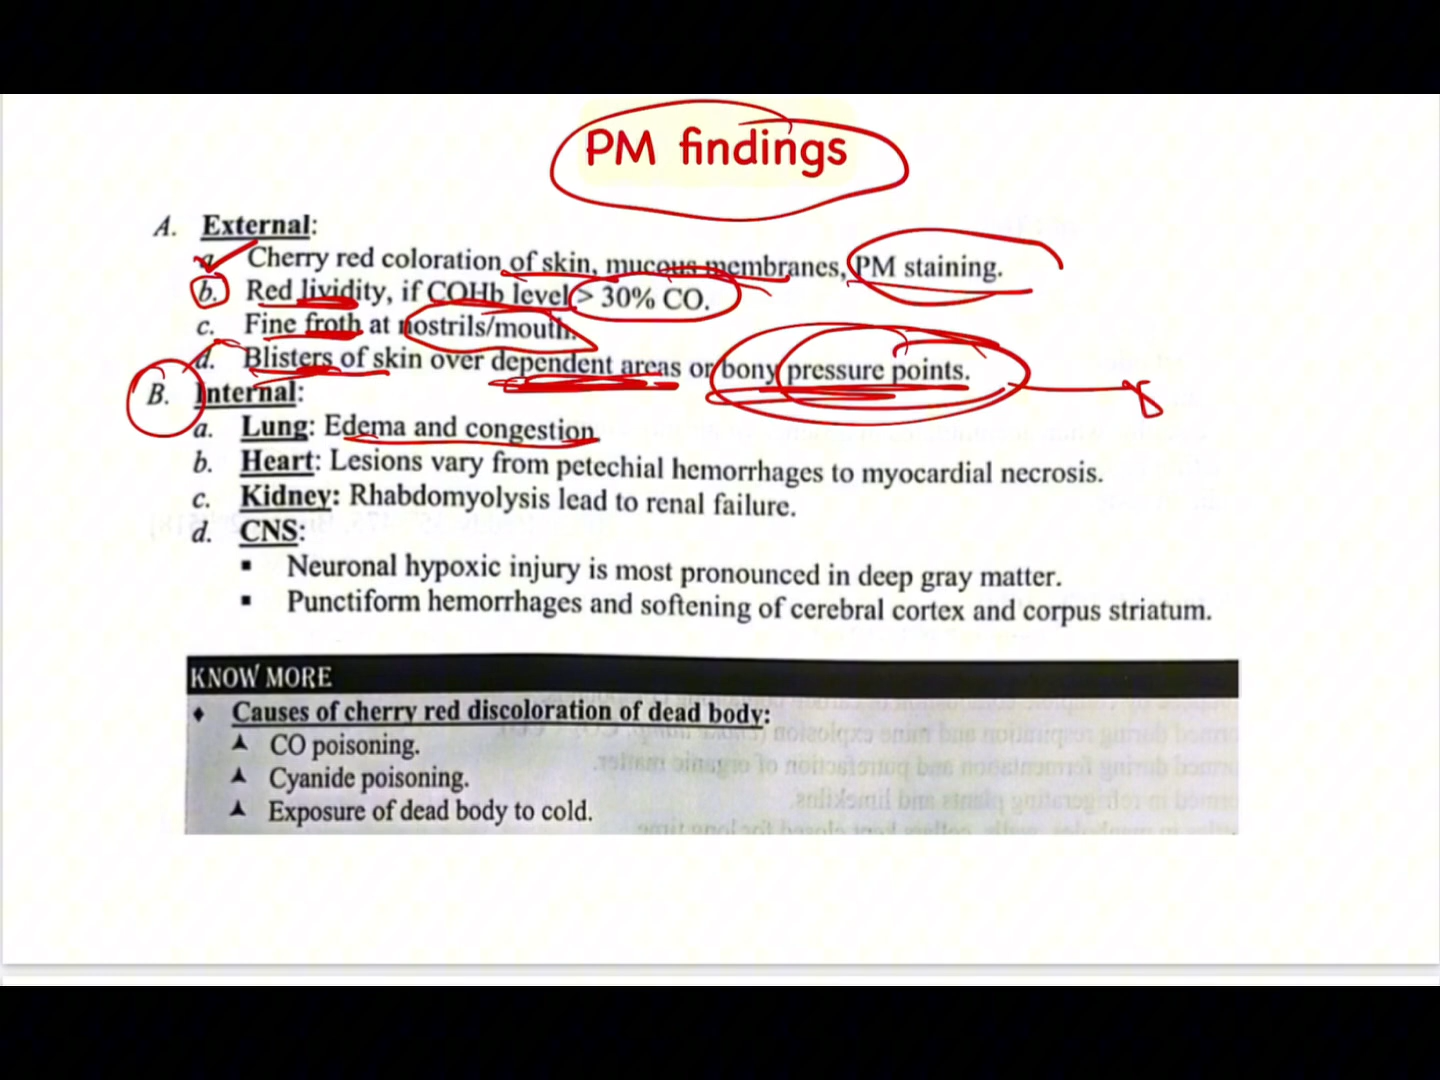 PM findings
A. External:
a. Cherry red coloration of skin, mucous membranes, PM staining.
b. Red lividity, if COHb level > 30% CO.
c. Fine froth at nostrils/mouth.
d. Blisters of skin over dependent areas or bony pressure points.
B. Internal:
a. Lung: Edema and congestion.
b. Heart: Lesions vary from petechial hemorrhages to myocardial necrosis.
c. Kidney: Rhabdomyolysis lead to renal failure.
d. CNS:
▪ Neuronal hypoxic injury is most pronounced in deep gray matter.
▪ Punctiform hemorrhages and softening of cerebral cortex and corpus striatum.
KNOW MORE
♦ Causes of cherry red discoloration of dead body:
CO poisoning.
Cyanide poisoning.
Exposure of dead body to cold.